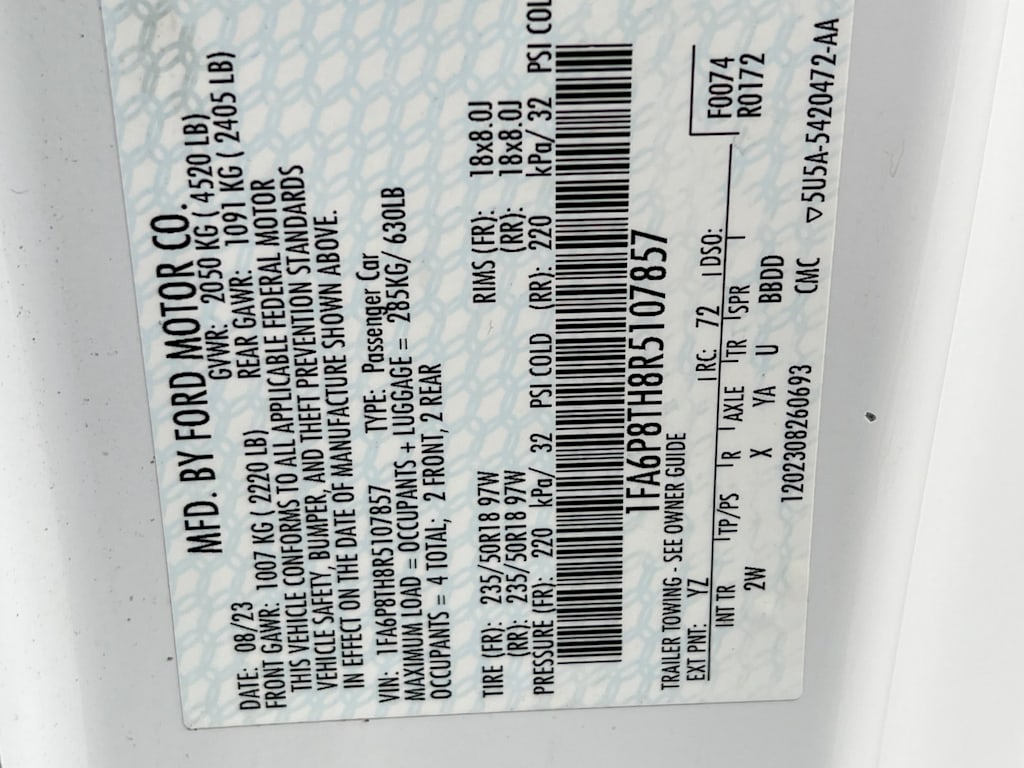 MFD. BY FORD MOTOR CO.
DATE: 08/23 GVWR: 2050 KG ( 4520 LB)
FRONT GAWR: 1007 KG ( 2220 LB) REAR GAWR: 1091 KG ( 2405 LB)
THIS VEHICLE CONFORMS TO ALL APPLICABLE FEDERAL MOTOR
VEHICLE SAFETY, BUMPER, AND THEFT PREVENTION STANDARDS
IN EFFECT ON THE DATE OF MANUFACTURE SHOWN ABOVE.
VIN: 1FA6P8TH8R5107857 TYPE: Passenger Car
MAXIMUM LOAD = OCCUPANTS + LUGGAGE = 285KG/ 630LB
OCCUPANTS = 4 TOTAL; 2 FRONT, 2 REAR
TIRE (FR): 235/50R18 97W RIMS (FR): 18x8.0J
(RR): 235/50R18 97W (RR): 18x8.0J
PRESSURE (FR): 220 kPa/ 32 PSI COLD (RR): 220 kPa/ 32 PSI COL
1FA6P8TH8R5107857
TRAILER TOWING - SEE OWNER GUIDE
F0074
EXT PNT: YZ RC: 72 DSO: R0172
INT TR TP/PS R AXLE TR SPR
2W X YA U BBDD
1202308260693 CMC ▽5U5A-5420472-AA